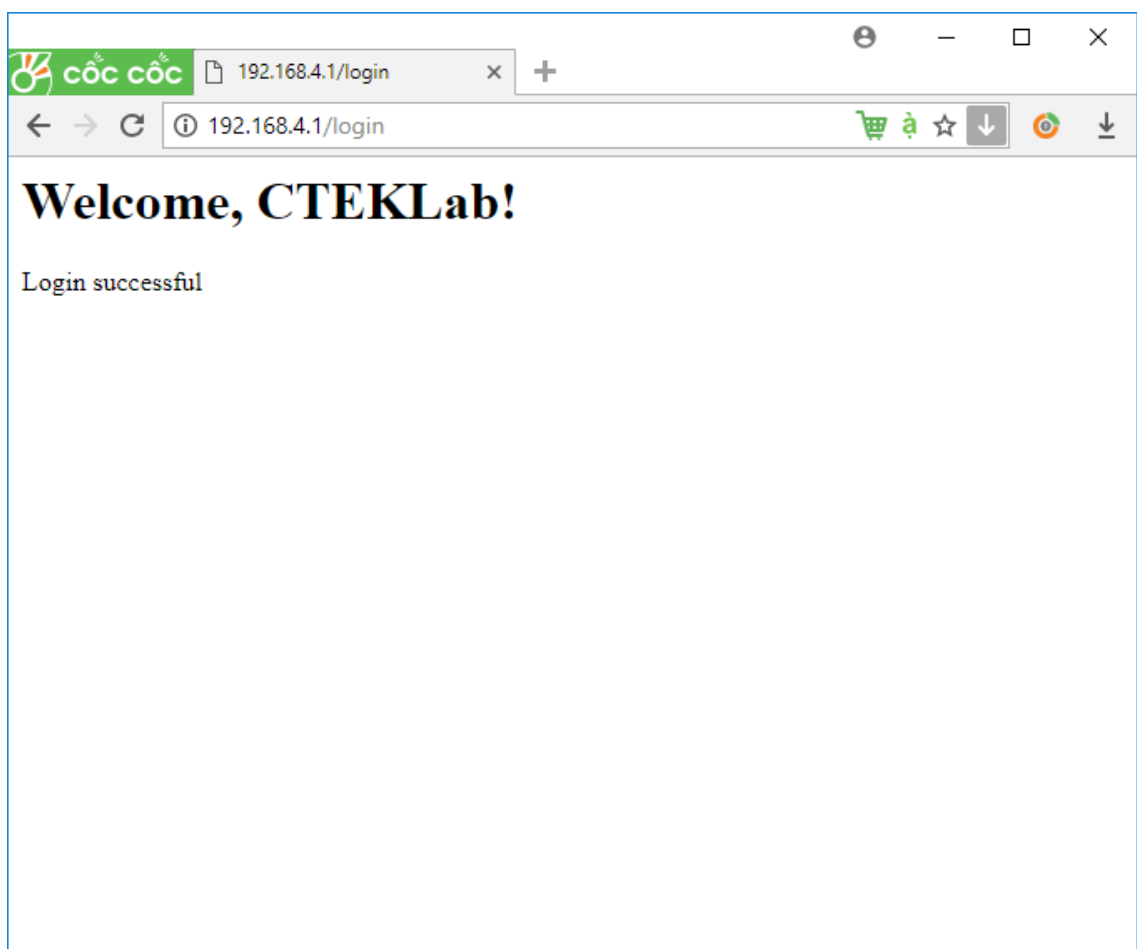 cốc cốc 192.168.4.1/login
192.168.4.1/login
Welcome, CTEKLab!
Login successful